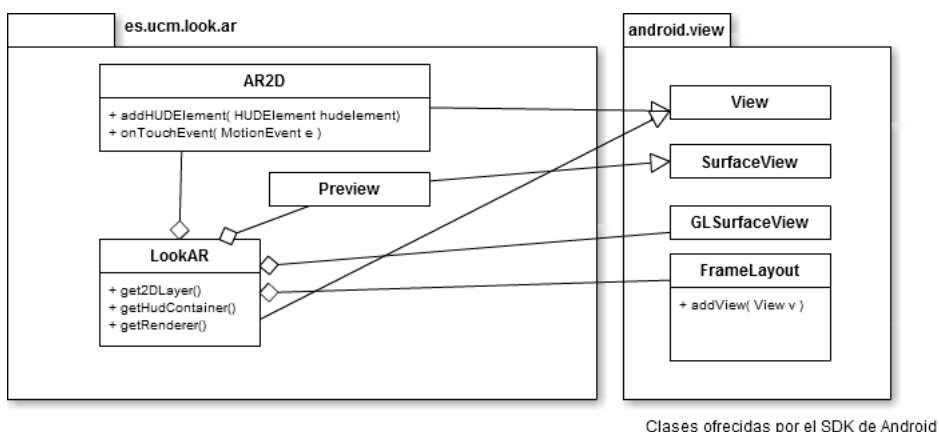 es.ucm.look.ar
AR2D
+ addHUDElement( HUDElement hudelement)
+ onTouchEvent( MotionEvent e )
Preview
LookAR
+ get2DLayer()
+ getHudContainer()
+ getRenderer()
android.view
View
SurfaceView
GLSurfaceView
FrameLayout
+ addView( View v )
Clases ofrecidas por el SDK de Android